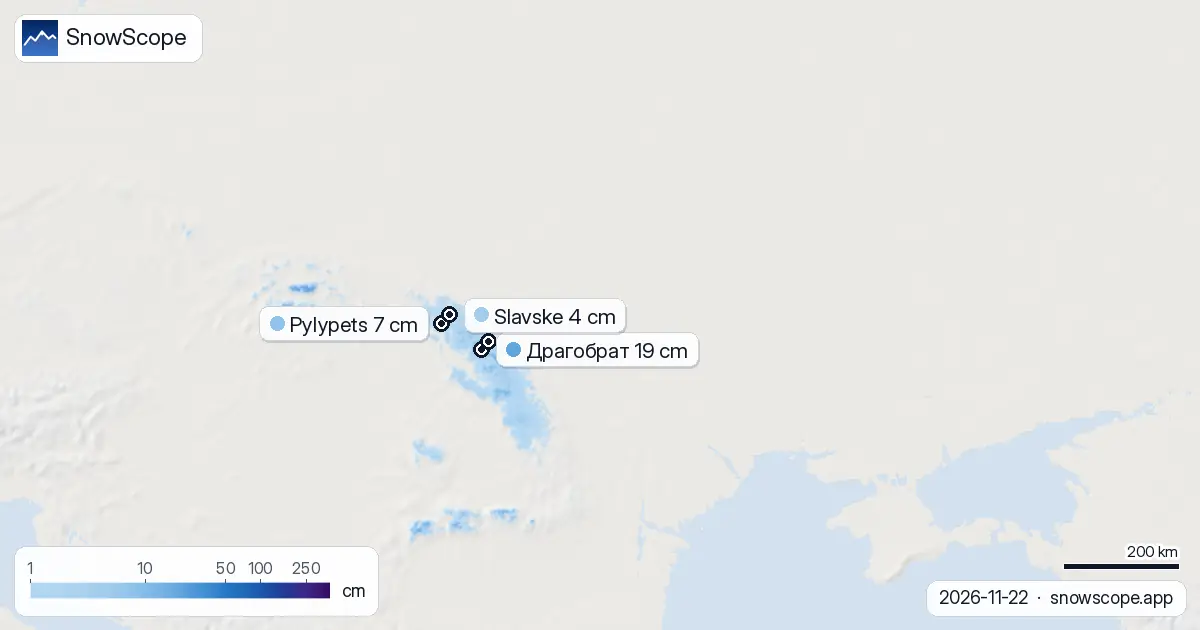 SnowScope
Slavske 4 cm
Pylypets 7 cm
Драгобрат 19 cm
200 km
1 10 50 100 250
cm
2026-11-22 · snowscope.app